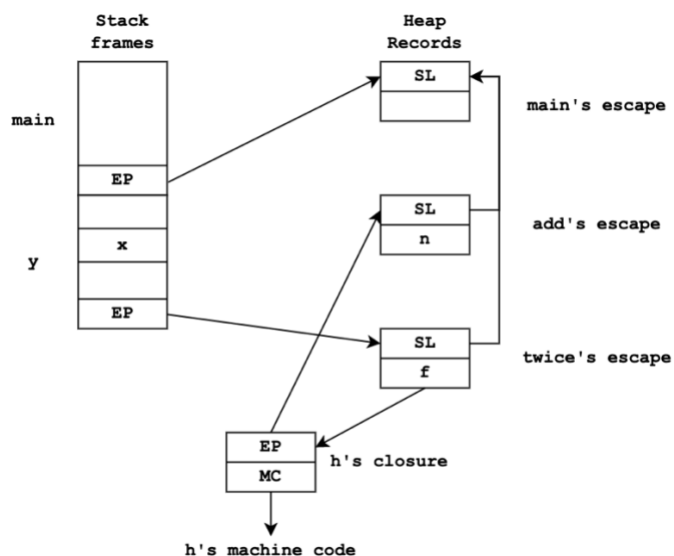 Stack
frames
Heap
Records
SL
main's escape
main
EP
SL
n
add's escape
x
y
EP
SL
f
twice's escape
EP
MC
h's closure
h's machine code